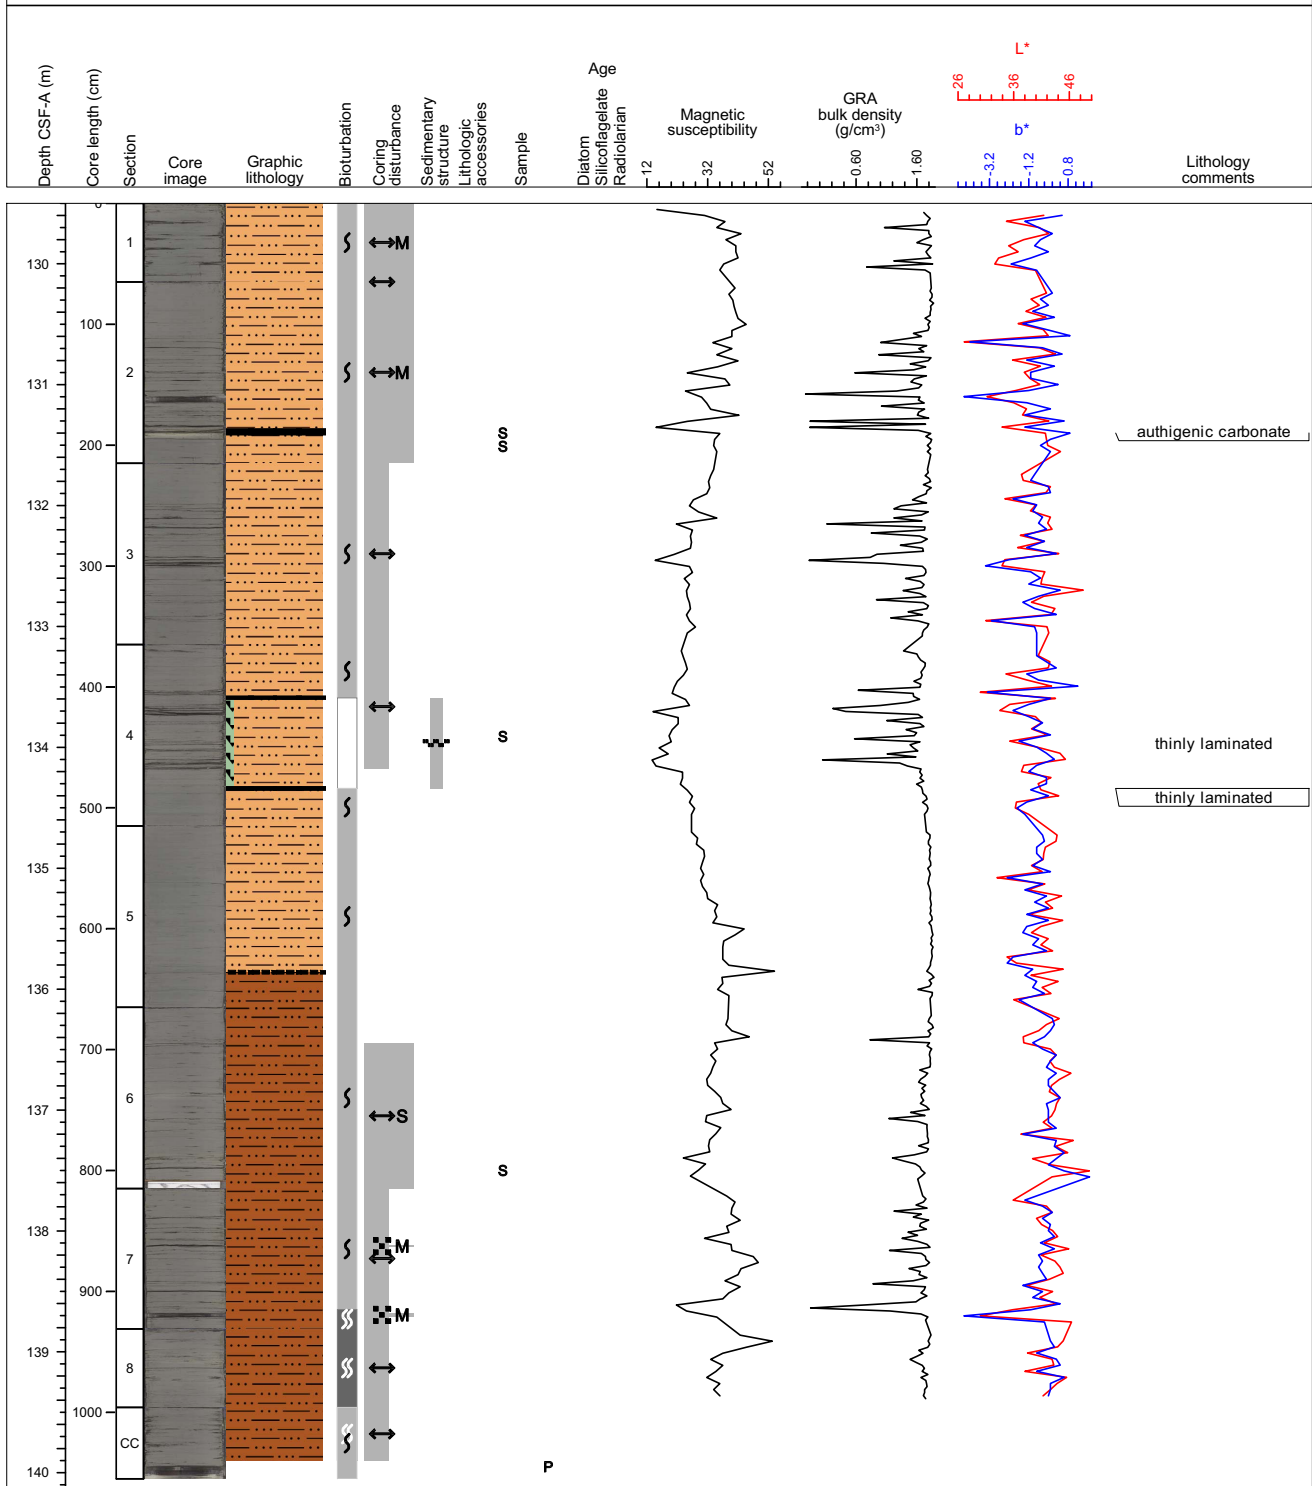 Depth CSF-A (m)
Core length (cm)
Section
Core
image
Graphic
lithology
Bioturbation
Coring
disturbance
Sedimentary
structure
Lithologic
accessories
Sample
Age
Diatom
Silicoflagelate
Radiolarian
Magnetic
susceptibility
12 32 52
GRA
bulk density
(g/cm³)
0.60 1.60
L*
26 36 46
b*
-3.2 -1.2 0.8
Lithology
comments
0
1
M
130
100
131
2
M
S
authigenic carbonate
200
S
132
3
300
133
400
4
S
134
thinly laminated
thinly laminated
500
135
5
600
136
700
6
137
S
800
S
138
M
7
900
M
139
8
1000
CC
P
140